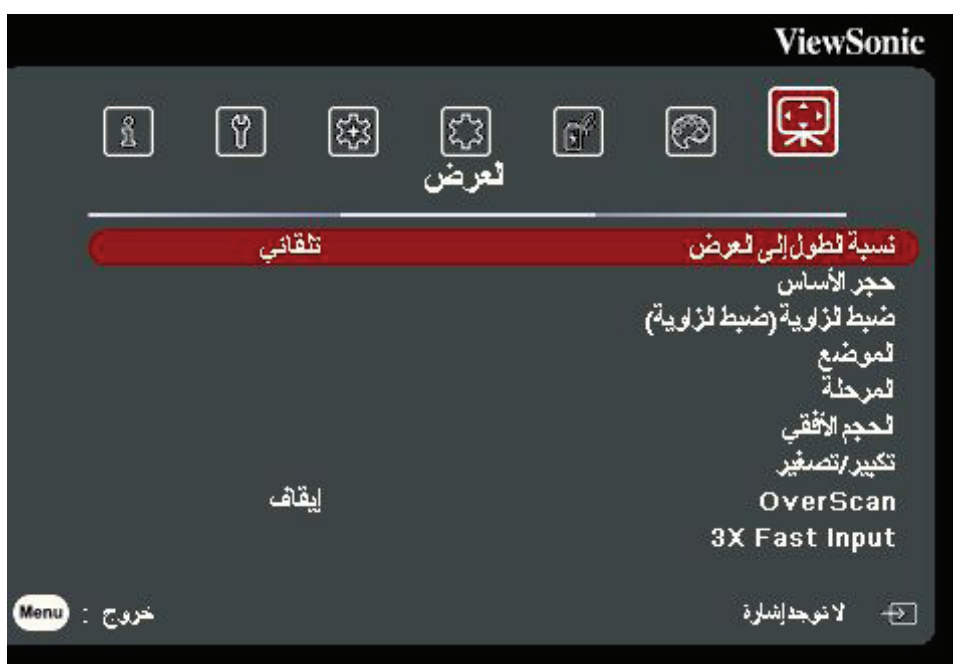 ViewSonic
العرض
نسبة الطول إلى العرض تلقائي
حجر الأساس
ضبط الزاوية (ضبط الزاوية)
الموضع
المرحلة
الحجم الأفقي
تكبير/تصغير
OverScan إيقاف
3X Fast Input
لا توجد إشارة خروج : Menu